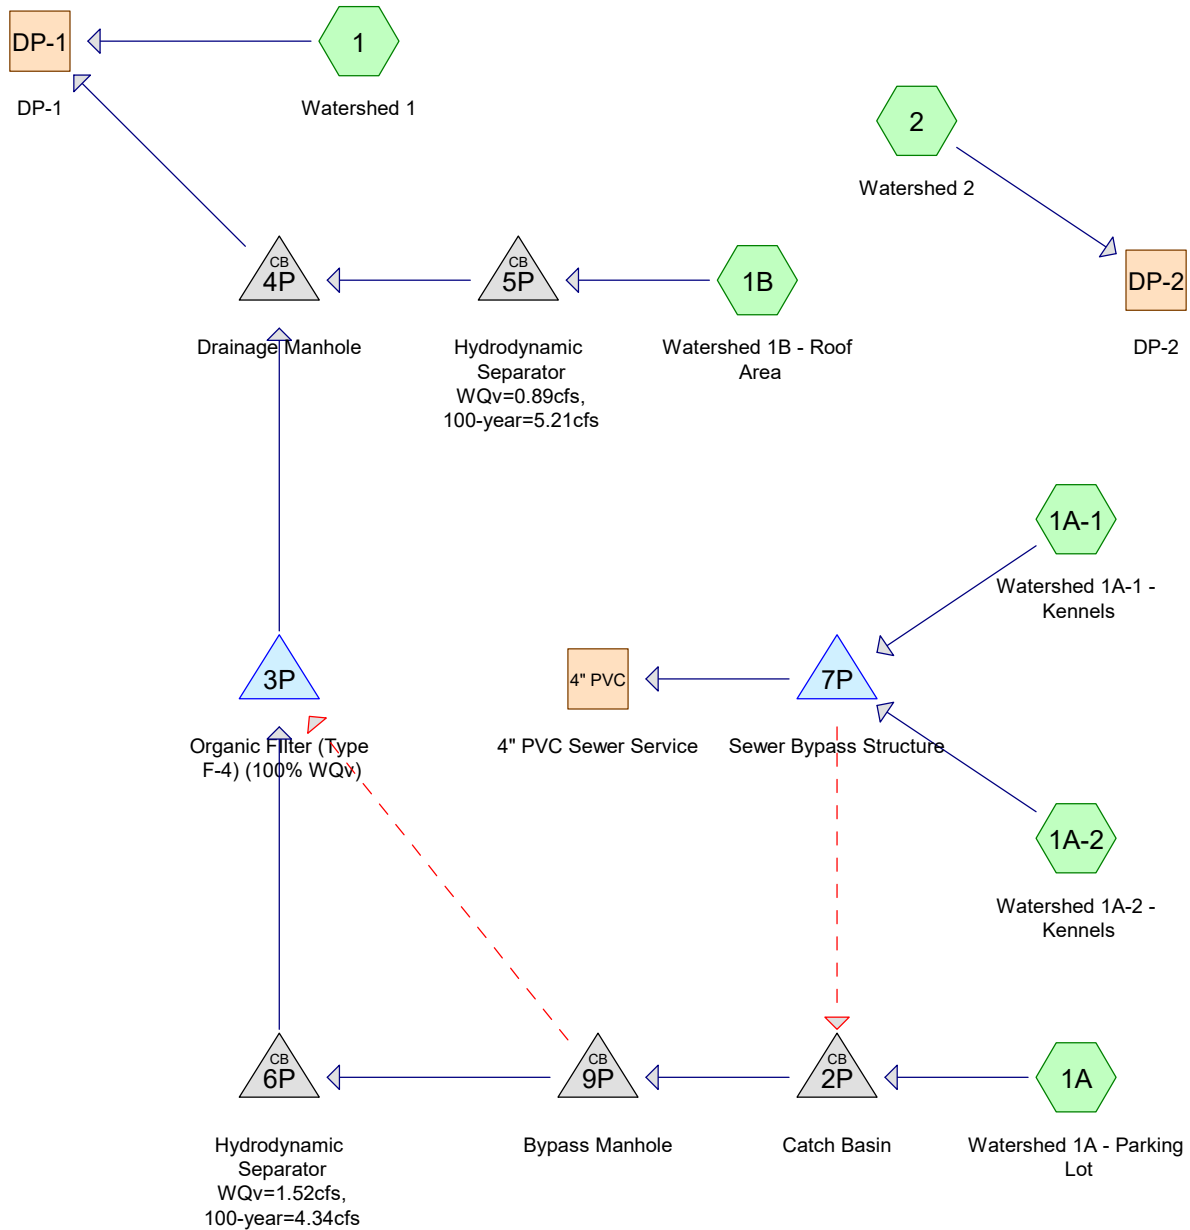 DP-1
DP-1
1
Watershed 1
2
Watershed 2
CB
4P
Drainage Manhole
CB
5P
Hydrodynamic
Separator
WQv=0.89cfs,
100-year=5.21cfs
1B
Watershed 1B - Roof
Area
DP-2
DP-2
1A-1
Watershed 1A-1 -
Kennels
3P
Organic Filter (Type
F-4) (100% WQv)
4" PVC
4" PVC Sewer Service
7P
Sewer Bypass Structure
1A-2
Watershed 1A-2 -
Kennels
CB
6P
Hydrodynamic
Separator
WQv=1.52cfs,
100-year=4.34cfs
CB
9P
Bypass Manhole
CB
2P
Catch Basin
1A
Watershed 1A - Parking
Lot